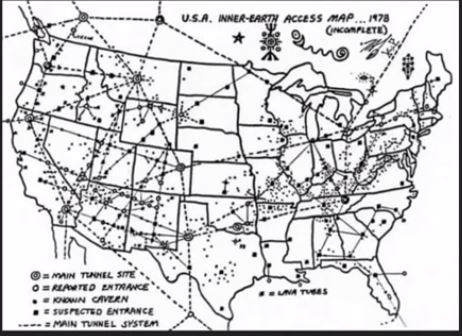 U.S.A. INNER-EARTH ACCESS MAP...1978
(INCOMPLETE)
= MAIN TUNNEL SITE
= REPORTED ENTRANCE
= KNOWN CAVERN
= SUSPECTED ENTRANCE
= MAIN TUNNEL SYSTEM
= LAVA TUBES